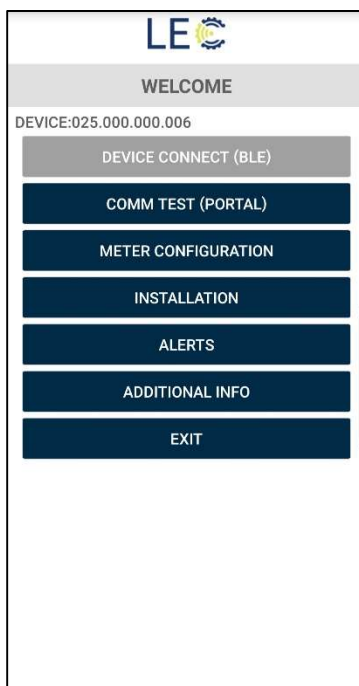 LEC
WELCOME
DEVICE:025.000.000.006
DEVICE CONNECT (BLE)
COMM TEST (PORTAL)
METER CONFIGURATION
INSTALLATION
ALERTS
ADDITIONAL INFO
EXIT